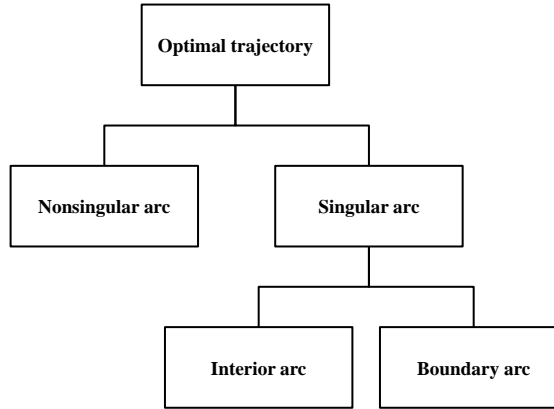 Optimal trajectory
Nonsingular arc
Singular arc
Interior arc
Boundary arc